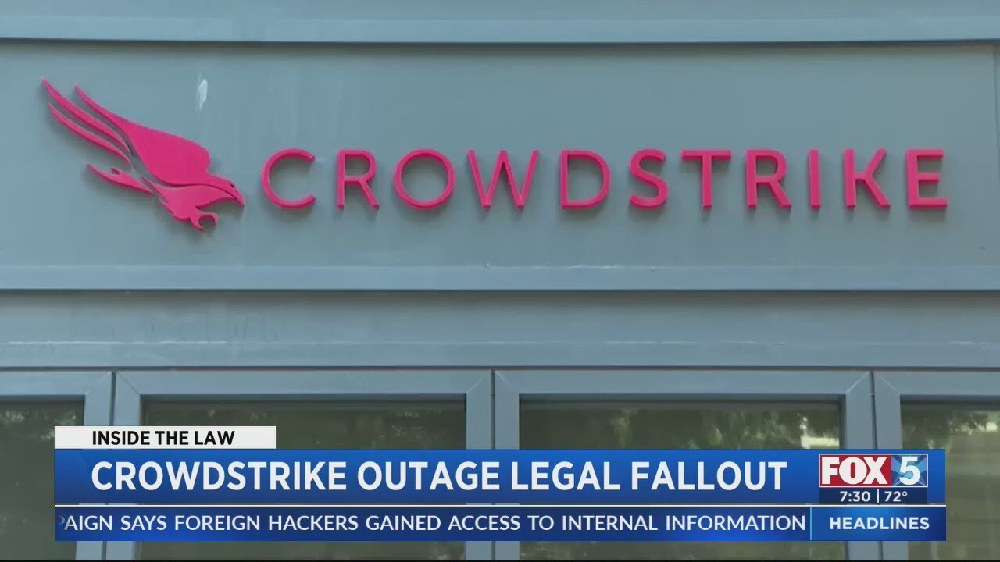 CROWDSTRIKE
INSIDE THE LAW
CROWDSTRIKE OUTAGE LEGAL FALLOUT
FOX 5
7:30 | 72°
PAIGN SAYS FOREIGN HACKERS GAINED ACCESS TO INTERNAL INFORMATION
HEADLINES